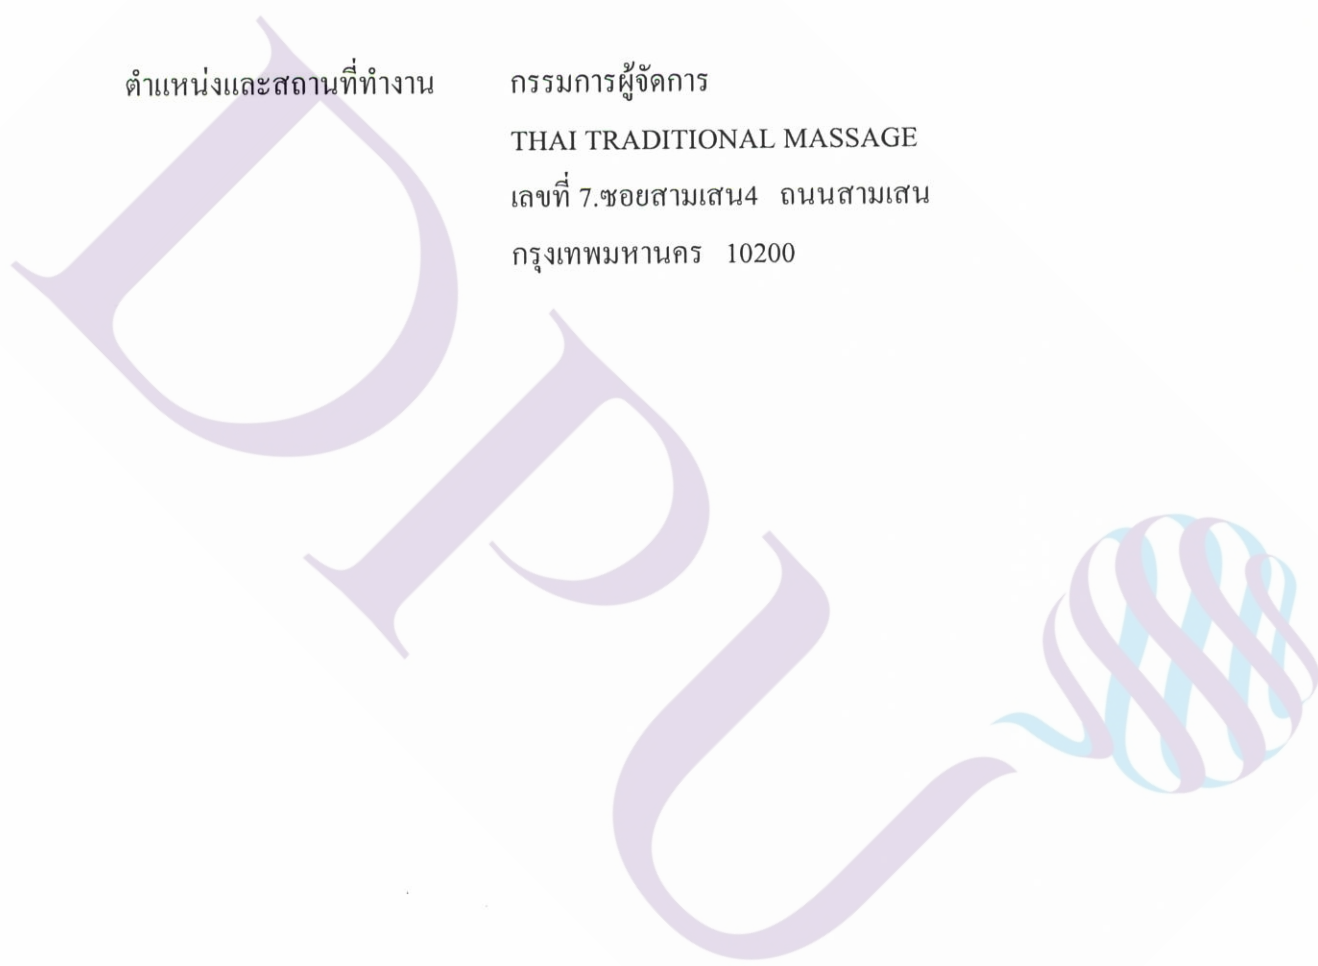 ตำแหน่งและสถานที่ทำงาน กรรมการผู้จัดการ
THAI TRADITIONAL MASSAGE
เลขที่ 7.ซอยสามเสน4 ถนนสามเสน
กรุงเทพมหานคร 10200
DPU